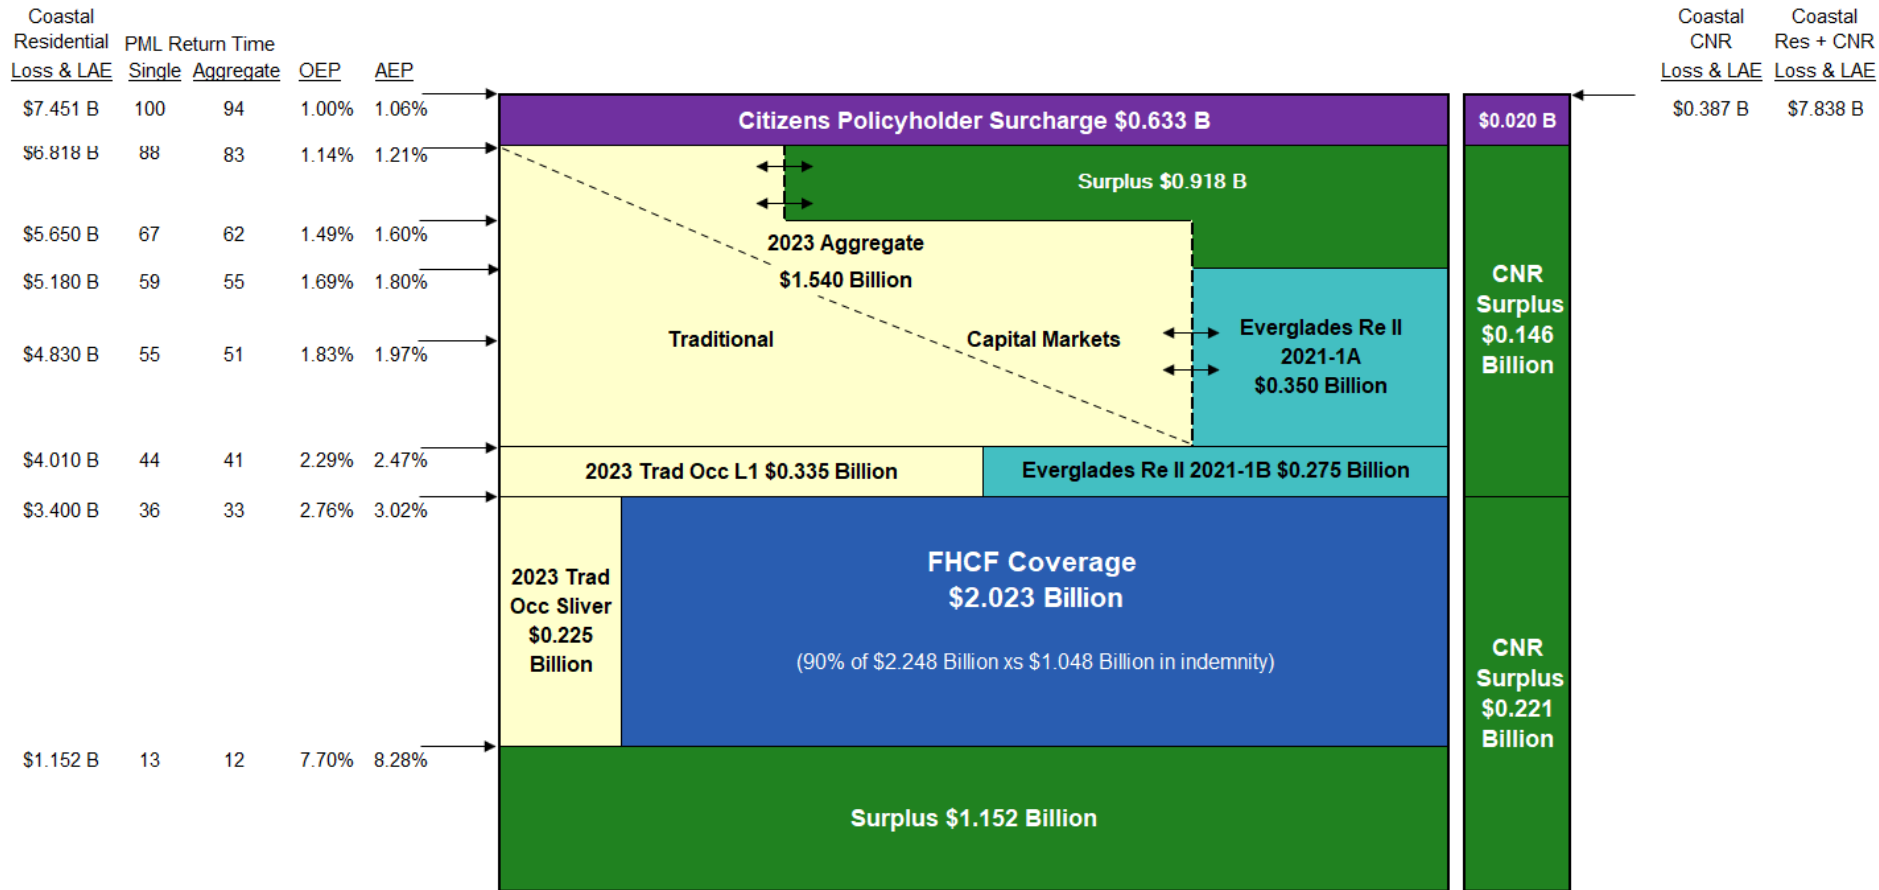 Coastal
Residential
Loss & LAE
PML Return Time
Single Aggregate OEP AEP
Coastal
CNR
Loss & LAE
Coastal
Res + CNR
Loss & LAE
$7.451 B 100 94 1.00% 1.06%
Citizens Policyholder Surcharge $0.633 B
$0.020 B
$0.387 B $7.838 B
$6.818 B 88 83 1.14% 1.21%
Surplus $0.918 B
$5.650 B 67 62 1.49% 1.60%
2023 Aggregate
$1.540 Billion
$5.180 B 59 55 1.69% 1.80%
Traditional
Capital Markets
Everglades Re II
2021-1A
$0.350 Billion
CNR
Surplus
$0.146
Billion
$4.830 B 55 51 1.83% 1.97%
$4.010 B 44 41 2.29% 2.47%
2023 Trad Occ L1 $0.335 Billion
Everglades Re II 2021-1B $0.275 Billion
$3.400 B 36 33 2.76% 3.02%
2023 Trad
Occ Sliver
$0.225
Billion
FHCF Coverage
$2.023 Billion
(90% of $2.248 Billion xs $1.048 Billion in indemnity)
CNR
Surplus
$0.221
Billion
$1.152 B 13 12 7.70% 8.28%
Surplus $1.152 Billion